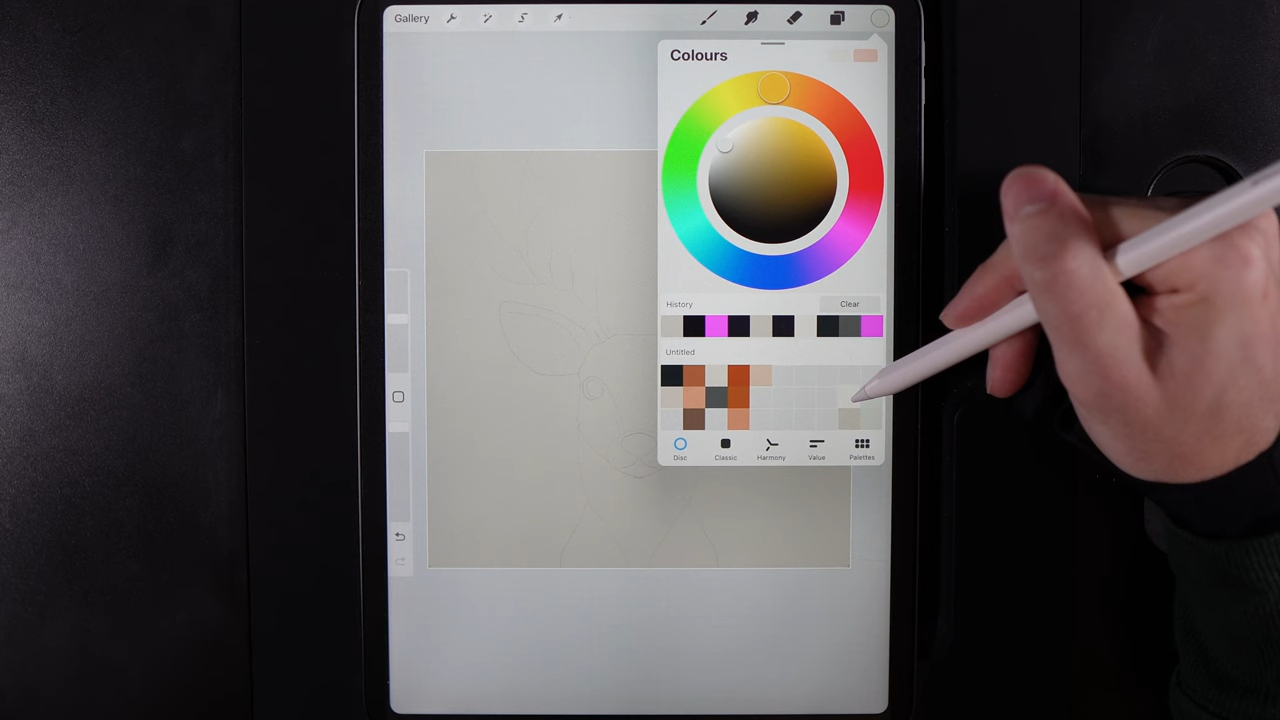 Gallery
Colours
History
Clear
Untitled
Disc
Classic
Harmony
Value
Palettes